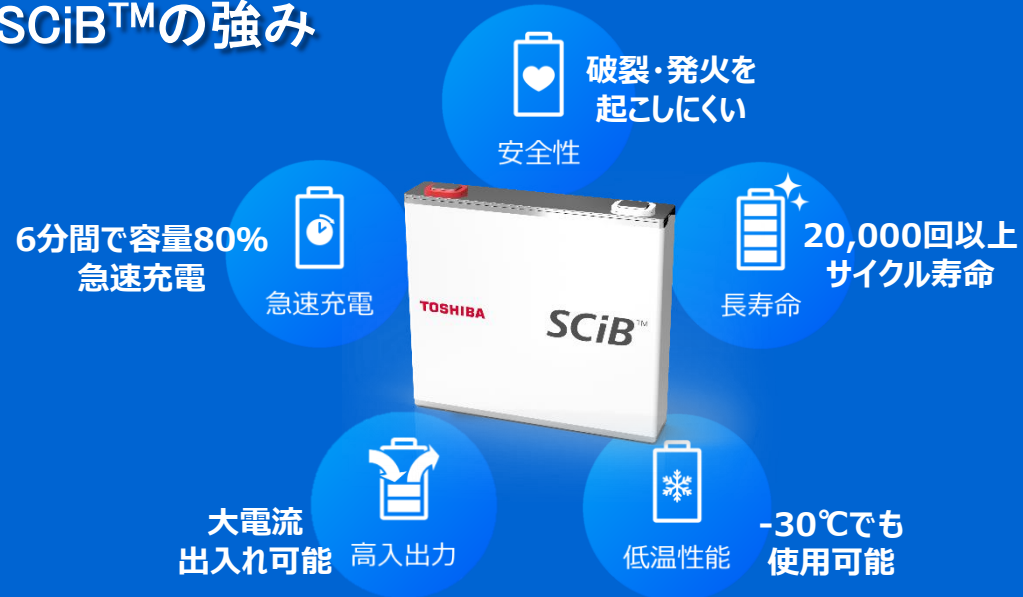 SCiB™の強み
破裂・発火を
起こしにくい
安全性
6分間で容量80%
急速充電
急速充電
20,000回以上
サイクル寿命
長寿命
TOSHIBA
SCiB™
大電流
出入れ可能
高入出力
-30℃でも
使用可能
低温性能